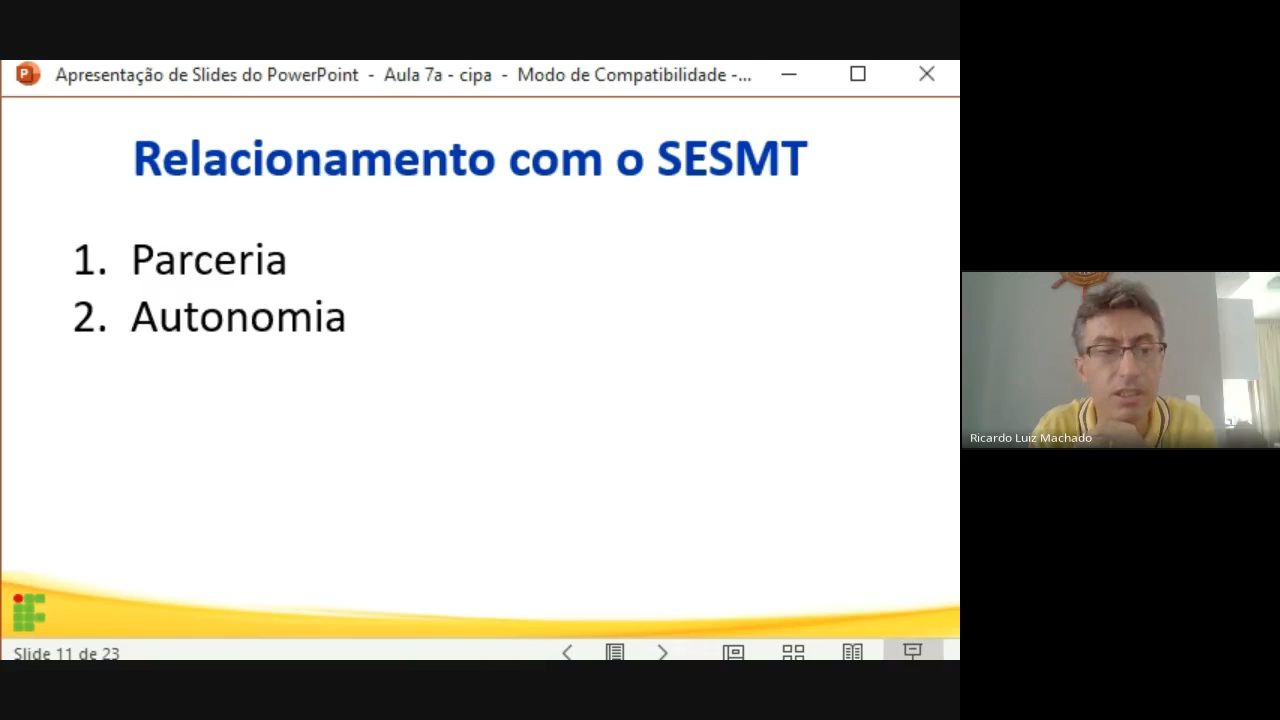 Apresentação de Slides do PowerPoint - Aula 7a - cipa - Modo de Compatibilidade -...
Relacionamento com o SESMT
1. Parceria
2. Autonomia
Ricardo Luiz Machado
Slide 11 de 23